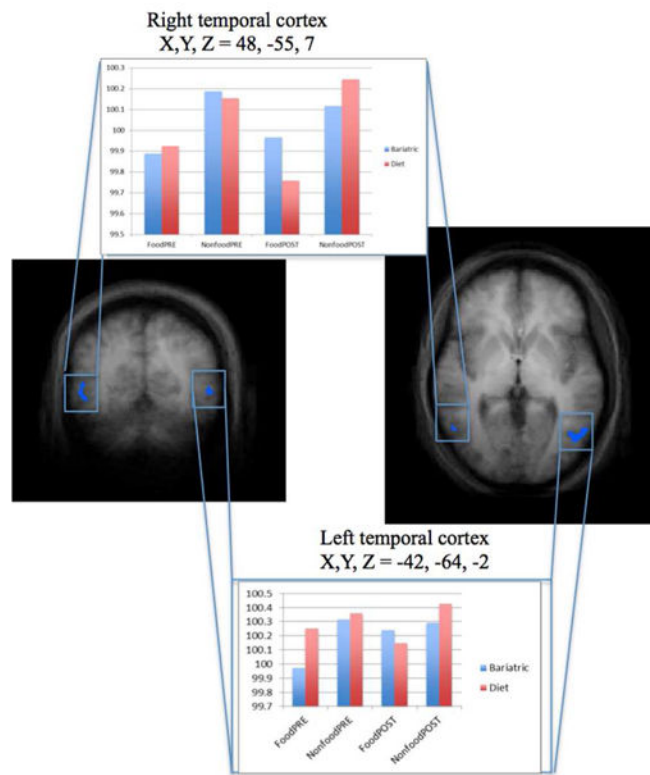 Right temporal cortex
X,Y, Z = 48, -55, 7
100.3
100.2
100.1
100
99.9
99.8
99.7
99.6
99.5
FoodPRE NonfoodPRE FoodPOST NonfoodPOST
Bariatric
Diet
Left temporal cortex
X,Y, Z = -42, -64, -2
100.5
100.4
100.3
100.2
100.1
100
99.9
99.8
99.7
FoodPRE NonfoodPRE FoodPOST NonfoodPOST
Bariatric
Diet